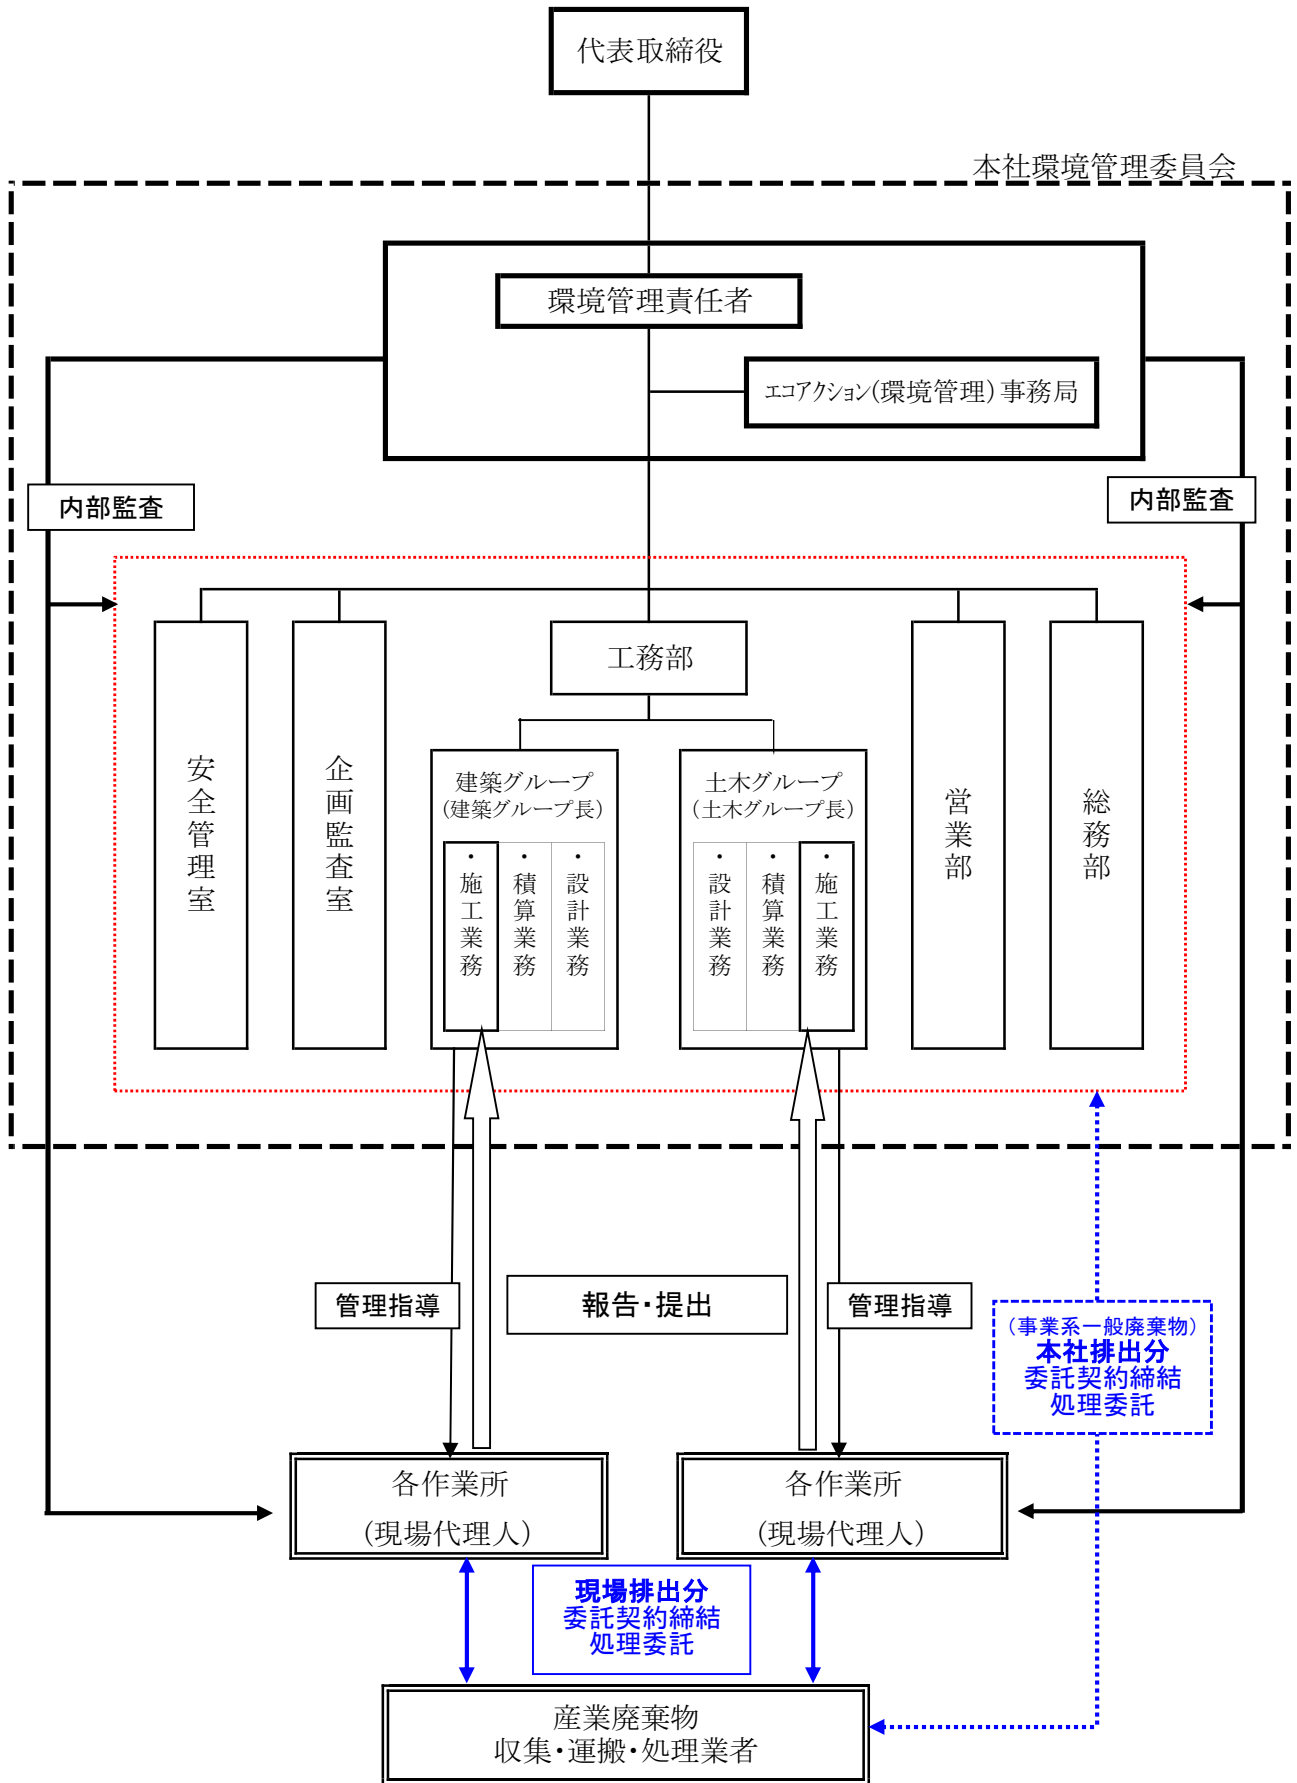 代表取締役
本社環境管理委員会
環境管理責任者
エコアクション(環境管理)事務局
内部監査
内部監査
工務部
安全管理室
企画監査室
建築グループ
(建築グループ長)
・施工業務
・積算業務
・設計業務
土木グループ
(土木グループ長)
・設計業務
・積算業務
・施工業務
営業部
総務部
管理指導
報告・提出
管理指導
(事業系一般廃棄物)
本社排出分
委託契約締結
処理委託
各作業所
(現場代理人)
各作業所
(現場代理人)
現場排出分
委託契約締結
処理委託
産業廃棄物
収集・運搬・処理業者